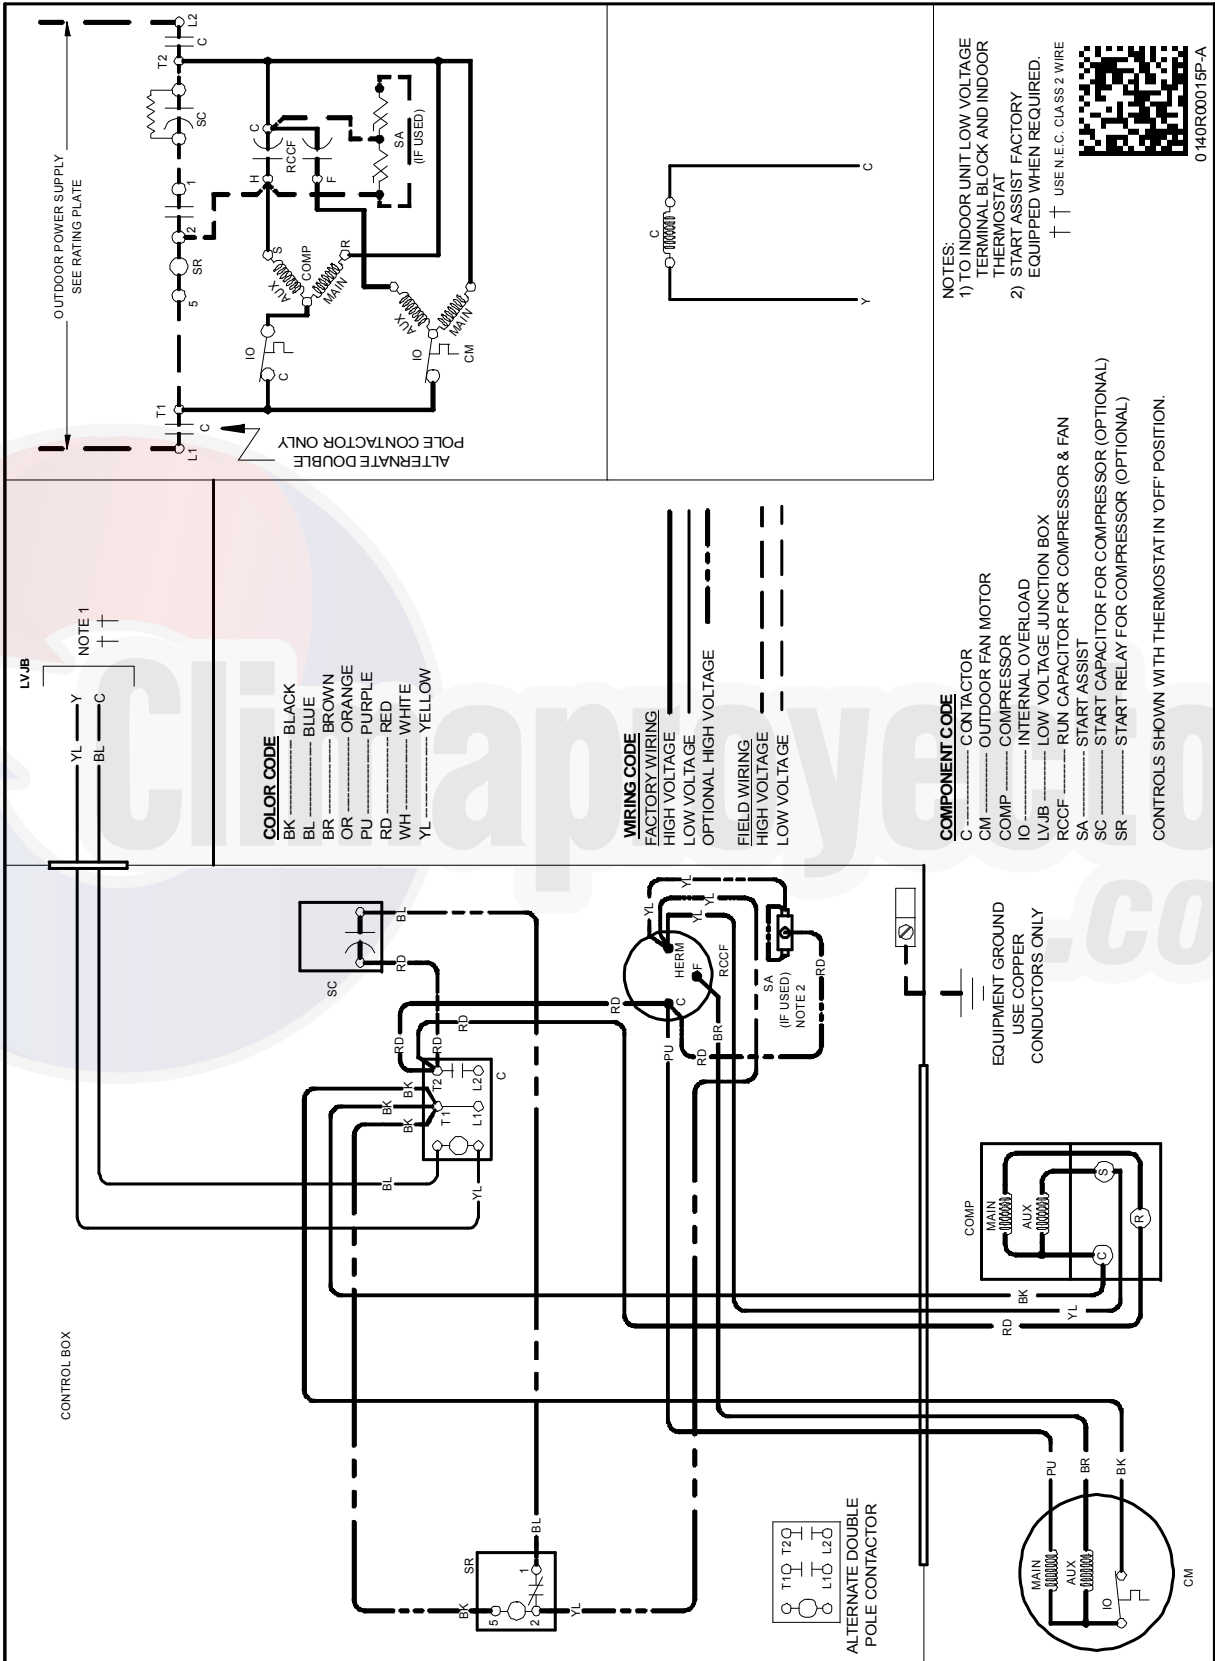 CONTROL BOX
LVJB
NOTE 1
YL
Y
BL
C
SC
RD
BL
RD
RD
RD
RD
RD
BK
BK
BK
T2
T1
L2
L1
C
BL
YL
PU
BR
RD
RD
C
HERM
F
RCCF
YL
YL
YL
YL
SA
(IF USED)
NOTE 2
SR
BK
5
2
1
BL
YL
ALTERNATE DOUBLE
POLE CONTACTOR
T1
T2
L1
L2
EQUIPMENT GROUND
USE COPPER
CONDUCTORS ONLY
COMP
MAIN
AUX
C
S
R
BK
YL
RD
PU
BR
BK
MAIN
AUX
IO
CM
COLOR CODE
BK ---------- BLACK
BL ---------- BLUE
BR ---------- BROWN
OR ---------- ORANGE
PU ---------- PURPLE
RD ---------- RED
WH ---------- WHITE
YL ---------- YELLOW
WIRING CODE
FACTORY WIRING
HIGH VOLTAGE
LOW VOLTAGE
OPTIONAL HIGH VOLTAGE
FIELD WIRING
HIGH VOLTAGE
LOW VOLTAGE
COMPONENT CODE
C ---------- CONTACTOR
CM ---------- OUTDOOR FAN MOTOR
COMP ---------- COMPRESSOR
IO ---------- INTERNAL OVERLOAD
LVJB ---------- LOW VOLTAGE JUNCTION BOX
RCCF ---------- RUN CAPACITOR FOR COMPRESSOR & FAN
SA ---------- START ASSIST
SC ---------- START CAPACITOR FOR COMPRESSOR (OPTIONAL)
SR ---------- START RELAY FOR COMPRESSOR (OPTIONAL)
CONTROLS SHOWN WITH THERMOSTAT IN 'OFF' POSITION.
OUTDOOR POWER SUPPLY
SEE RATING PLATE
L1
C
T1
5
SR
2
1
SC
T2
C
L2
ALTERNATE DOUBLE
POLE CONTACTOR ONLY
C
IO
S
AUX
COMP
MAIN
R
H
C
RCCF
F
SA
(IF USED)
IO
AUX
MAIN
CM
C
Y
C
NOTES:
1) TO INDOOR UNIT LOW VOLTAGE
TERMINAL BLOCK AND INDOOR
THERMOSTAT
2) START ASSIST FACTORY
EQUIPPED WHEN REQUIRED.
USE N.E.C. CLASS 2 WIRE
0140R00015P-A
Climaproyecto
.co